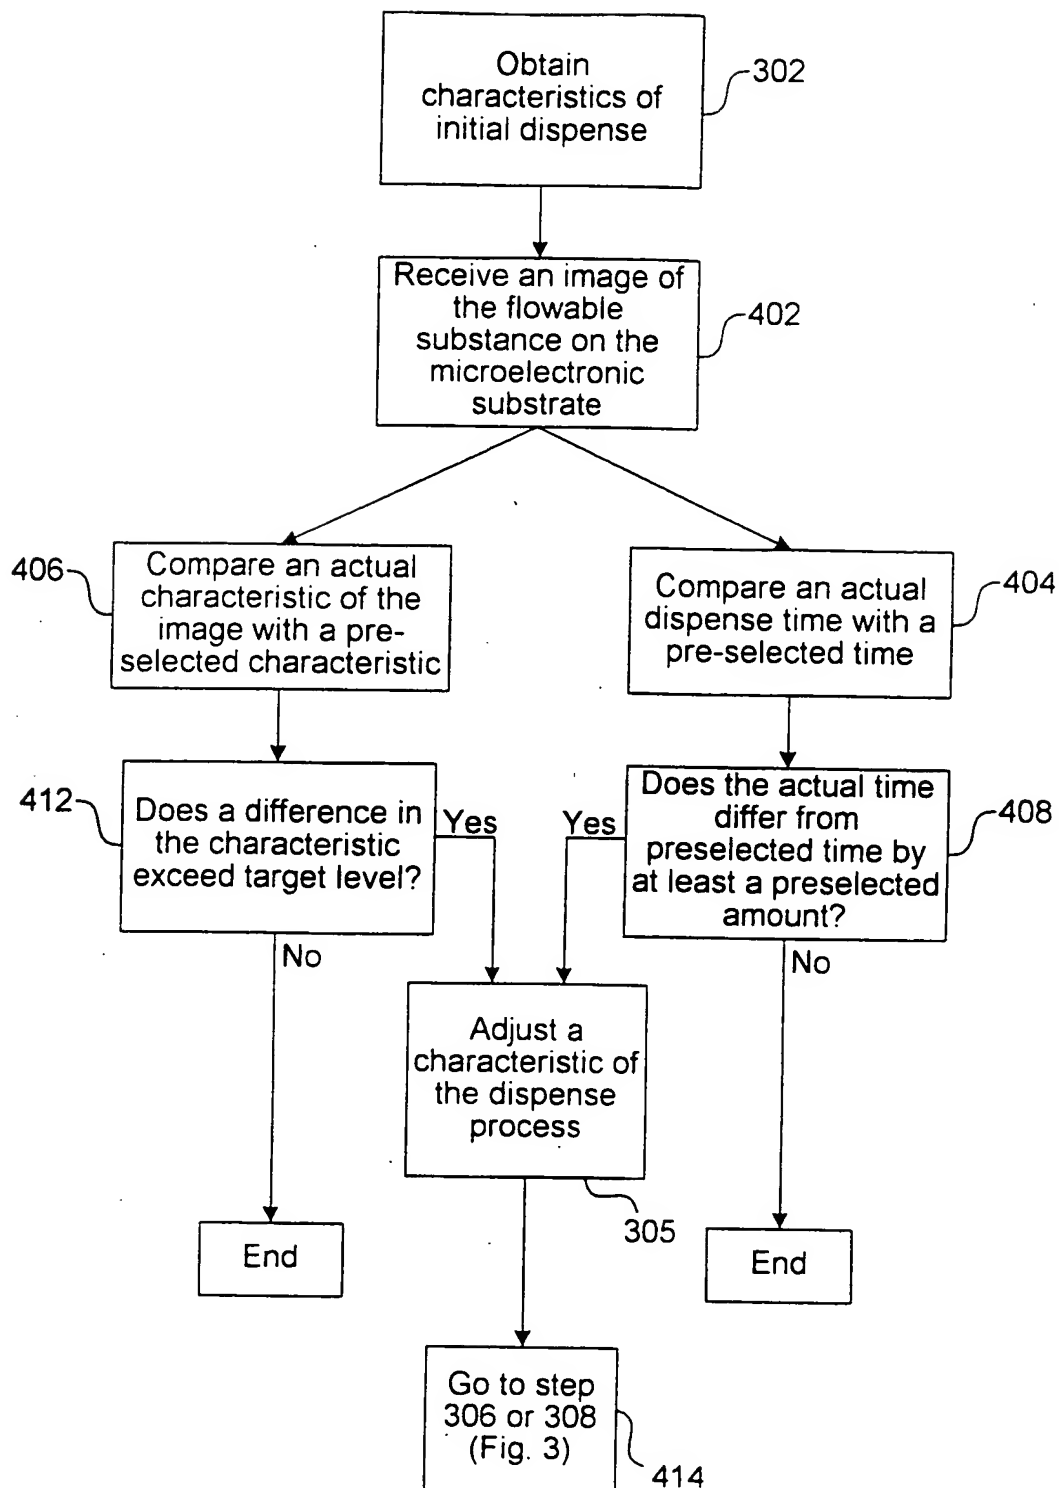 Obtain
characteristics of
initial dispense
302
Receive an image of
the flowable
substance on the
microelectronic
substrate
402
406
Compare an actual
characteristic of the
image with a pre-
selected characteristic
Compare an actual
dispense time with a
pre-selected time
404
412
Does a difference in
the characteristic
exceed target level?
Yes
Yes
Does the actual time
differ from
preselected time by
at least a preselected
amount?
408
No
No
Adjust a
characteristic of
the dispense
process
305
End
End
Go to step
306 or 308
(Fig. 3)
414